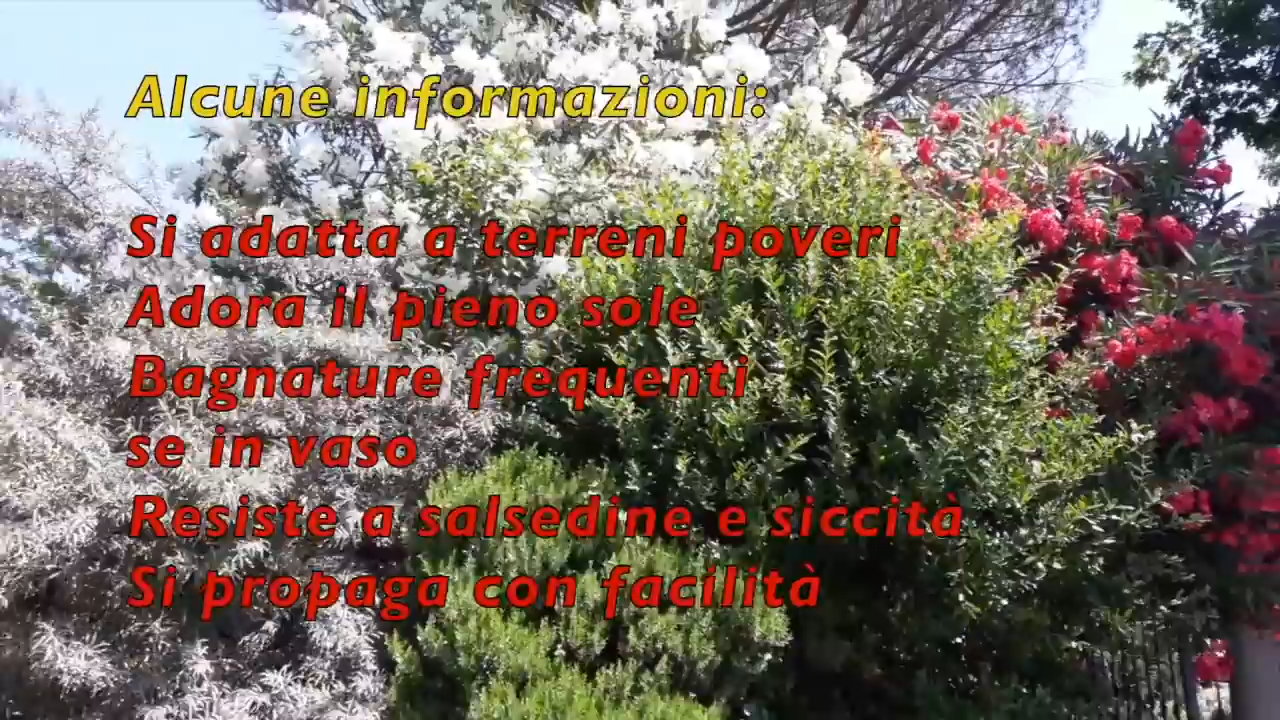 Alcune informazioni:
Si adatta a terreni poveri
Adora il pieno sole
Bagnature frequenti
se in vaso
Resiste a salsedine e siccità
Si propaga con facilità